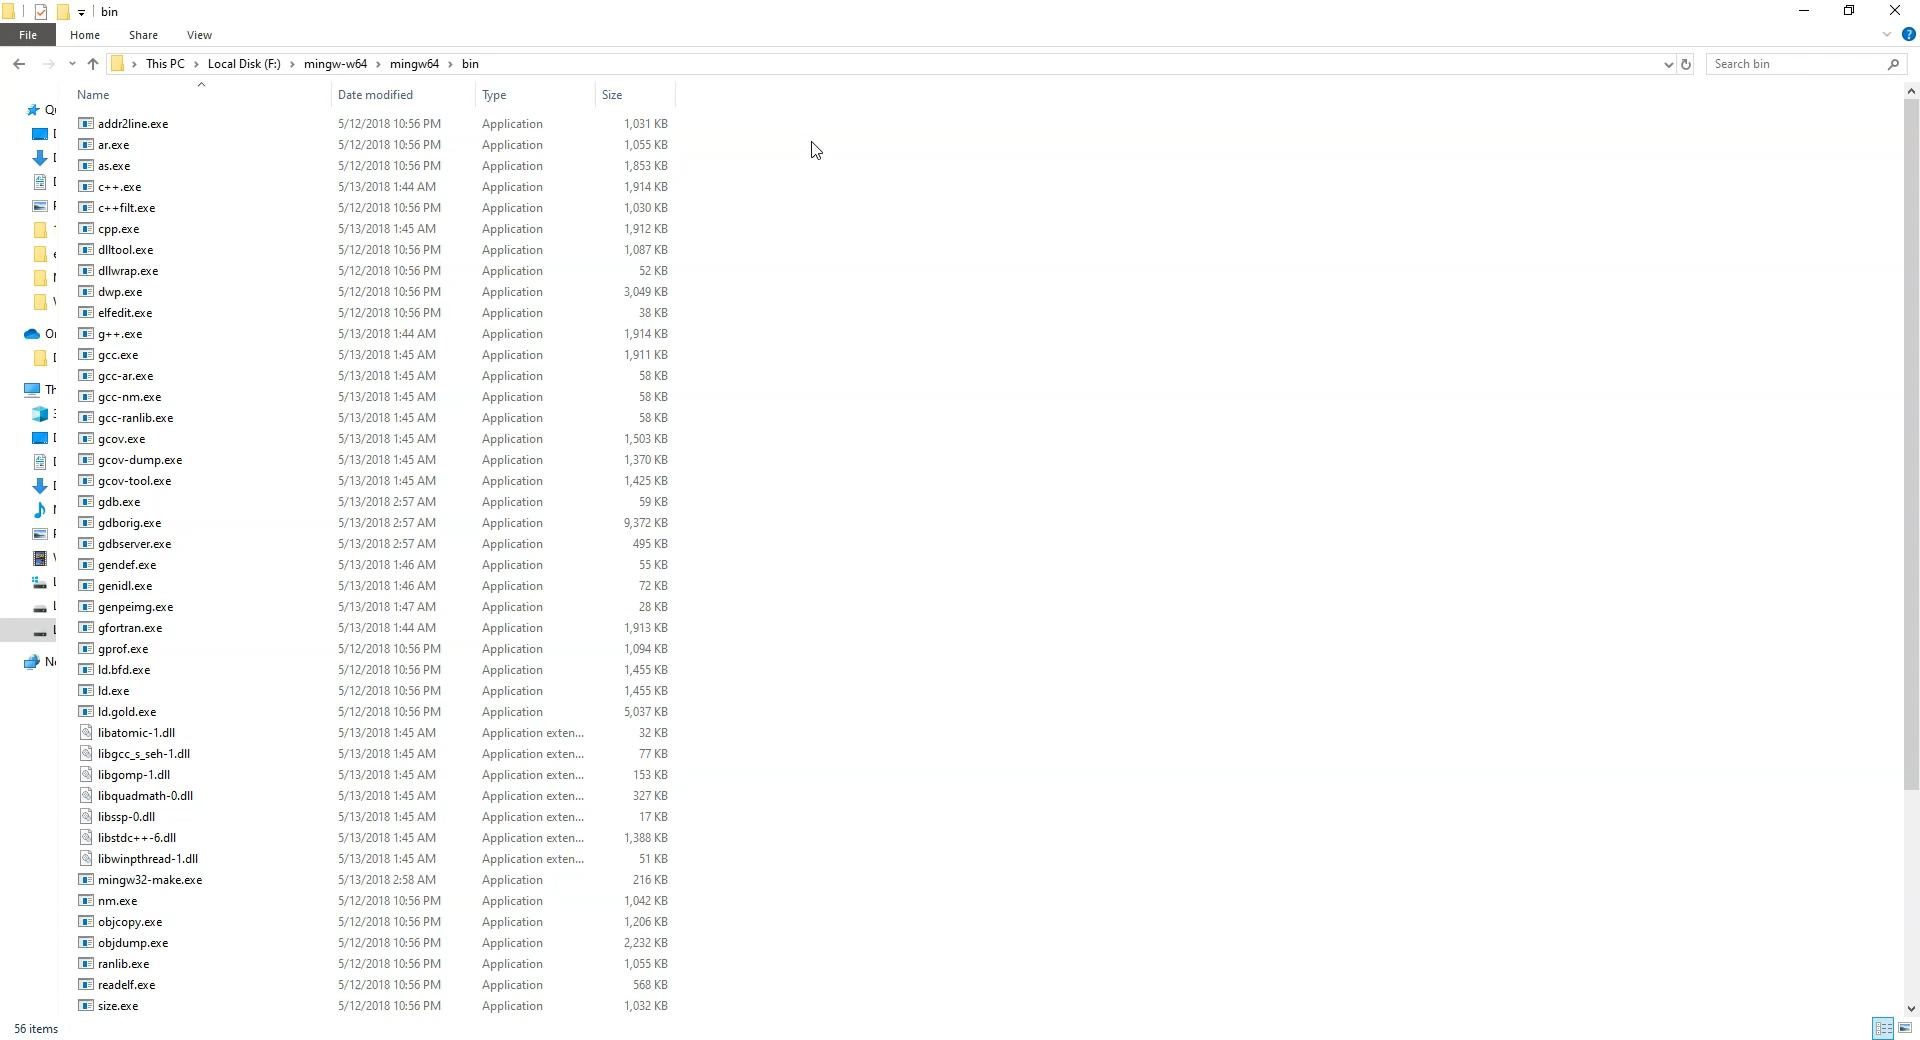 bin
File Home Share View
This PC Local Disk (F:) mingw-w64 mingw64 bin Search bin
Name Date modified Type Size
addr2line.exe 5/12/2018 10:56 PM Application 1,031 KB
ar.exe 5/12/2018 10:56 PM Application 1,055 KB
as.exe 5/12/2018 10:56 PM Application 1,853 KB
c++.exe 5/13/2018 1:44 AM Application 1,914 KB
c++filt.exe 5/12/2018 10:56 PM Application 1,030 KB
cpp.exe 5/13/2018 1:45 AM Application 1,912 KB
dlltool.exe 5/12/2018 10:56 PM Application 1,087 KB
dllwrap.exe 5/12/2018 10:56 PM Application 52 KB
dwp.exe 5/12/2018 10:56 PM Application 3,049 KB
elfedit.exe 5/12/2018 10:56 PM Application 38 KB
g++.exe 5/13/2018 1:44 AM Application 1,914 KB
gcc.exe 5/13/2018 1:45 AM Application 1,911 KB
gcc-ar.exe 5/13/2018 1:45 AM Application 58 KB
gcc-nm.exe 5/13/2018 1:45 AM Application 58 KB
gcc-ranlib.exe 5/13/2018 1:45 AM Application 58 KB
gcov.exe 5/13/2018 1:45 AM Application 1,503 KB
gcov-dump.exe 5/13/2018 1:45 AM Application 1,370 KB
gcov-tool.exe 5/13/2018 1:45 AM Application 1,425 KB
gdb.exe 5/13/2018 2:57 AM Application 59 KB
gdborig.exe 5/13/2018 2:57 AM Application 9,372 KB
gdbserver.exe 5/13/2018 2:57 AM Application 495 KB
gendef.exe 5/13/2018 1:46 AM Application 55 KB
genidl.exe 5/13/2018 1:46 AM Application 72 KB
genpeimg.exe 5/13/2018 1:47 AM Application 28 KB
gfortran.exe 5/13/2018 1:44 AM Application 1,913 KB
gprof.exe 5/12/2018 10:56 PM Application 1,094 KB
ld.bfd.exe 5/12/2018 10:56 PM Application 1,455 KB
ld.exe 5/12/2018 10:56 PM Application 1,455 KB
ld.gold.exe 5/12/2018 10:56 PM Application 5,037 KB
libatomic-1.dll 5/13/2018 1:45 AM Application exten... 32 KB
libgcc_s_seh-1.dll 5/13/2018 1:45 AM Application exten... 77 KB
libgomp-1.dll 5/13/2018 1:45 AM Application exten... 153 KB
libquadmath-0.dll 5/13/2018 1:45 AM Application exten... 327 KB
libssp-0.dll 5/13/2018 1:45 AM Application exten... 17 KB
libstdc++-6.dll 5/13/2018 1:45 AM Application exten... 1,388 KB
libwinpthread-1.dll 5/13/2018 1:45 AM Application exten... 51 KB
mingw32-make.exe 5/13/2018 2:58 AM Application 216 KB
nm.exe 5/12/2018 10:56 PM Application 1,042 KB
objcopy.exe 5/12/2018 10:56 PM Application 1,206 KB
objdump.exe 5/12/2018 10:56 PM Application 2,232 KB
ranlib.exe 5/12/2018 10:56 PM Application 1,055 KB
readelf.exe 5/12/2018 10:56 PM Application 568 KB
size.exe 5/12/2018 10:56 PM Application 1,032 KB
56 items